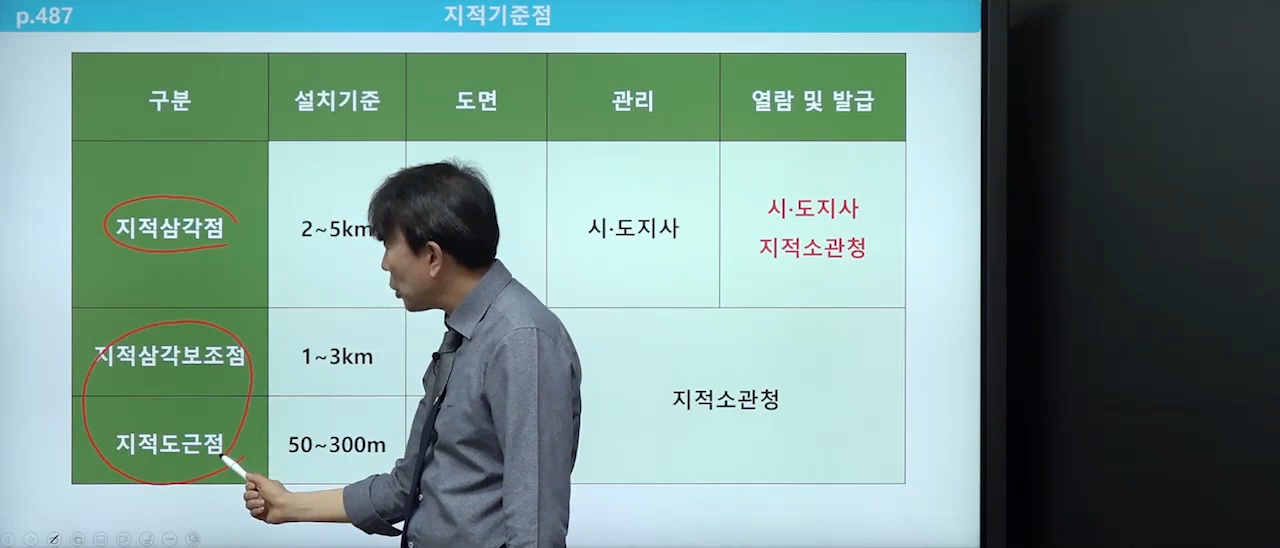 p.487
지적기준점
구분 설치기준 도면 관리 열람 및 발급
지적삼각점 2~5km 시·도지사 시·도지사
지적소관청
지적삼각보조점 1~3km
지적소관청
지적도근점 50~300m